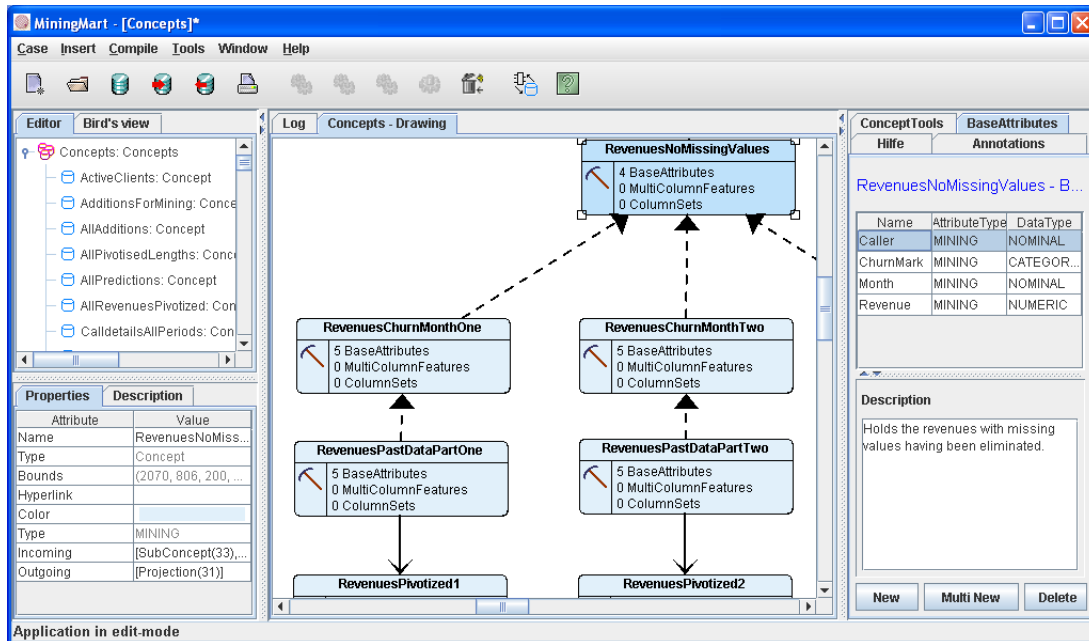 MiningMart - [Concepts]*
Case Insert Compile Tools Window Help
Editor Bird's view
Concepts: Concepts
ActiveClients: Concept
AdditionsForMining: Conce
AllAdditions: Concept
AllPivotisedLengths: Conc
AllPredictions: Concept
AllRevenuesPivotized: Con
CalldetailsAllPeriods: Con
Properties Description
Attribute Value
Name RevenuesNoMiss...
Type Concept
Bounds (2070, 806, 200, ...
Hyperlink
Color
Type MINING
Incoming [SubConcept(33),...
Outgoing [Projection(31)]
Log Concepts - Drawing
RevenuesNoMissingValues
4 BaseAttributes
0 MultiColumnFeatures
0 ColumnSets
RevenuesChurnMonthOne
5 BaseAttributes
0 MultiColumnFeatures
0 ColumnSets
RevenuesChurnMonthTwo
5 BaseAttributes
0 MultiColumnFeatures
0 ColumnSets
RevenuesPastDataPartOne
5 BaseAttributes
0 MultiColumnFeatures
0 ColumnSets
RevenuesPastDataPartTwo
5 BaseAttributes
0 MultiColumnFeatures
0 ColumnSets
RevenuesPivotized1
RevenuesPivotized2
ConceptTools BaseAttributes
Hilfe Annotations
RevenuesNoMissingValues - B...
Name AttributeType DataType
Caller MINING NOMINAL
ChurnMark MINING CATEGOR...
Month MINING NOMINAL
Revenue MINING NUMERIC
Description
Holds the revenues with missing
values having been eliminated.
New Multi New Delete
Application in edit-mode